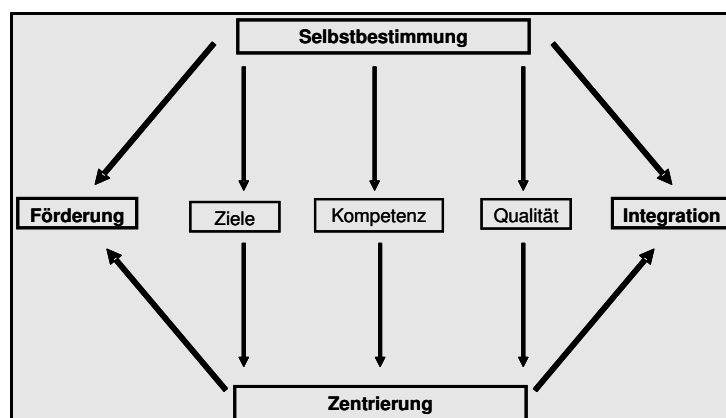 Selbstbestimmung
Förderung
Ziele
Kompetenz
Qualität
Integration
Zentrierung